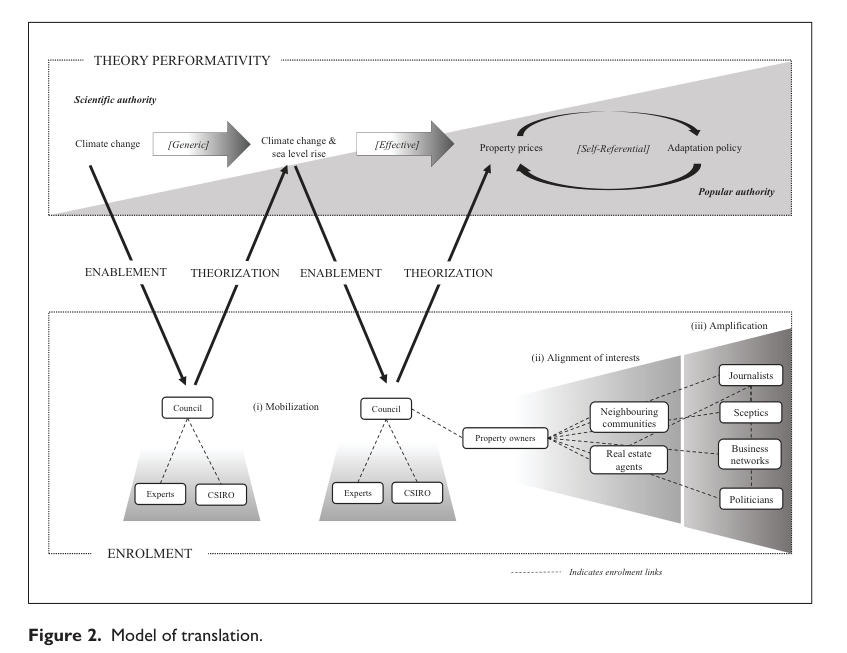 THEORY PERFORMATIVITY
Scientific authority
Climate change
[Generic]
Climate change &
sea level rise
[Effective]
Property prices
[Self-Referential]
Adaptation policy
Popular authority
ENABLEMENT
THEORIZATION
ENABLEMENT
THEORIZATION
(iii) Amplification
(ii) Alignment of interests
Journalists
Council
(i) Mobilization
Council
Neighbouring
communities
Sceptics
Property owners
Real estate
agents
Business
networks
Experts
CSIRO
Experts
CSIRO
Politicians
ENROLMENT
Indicates enrolment links
Figure 2. Model of translation.